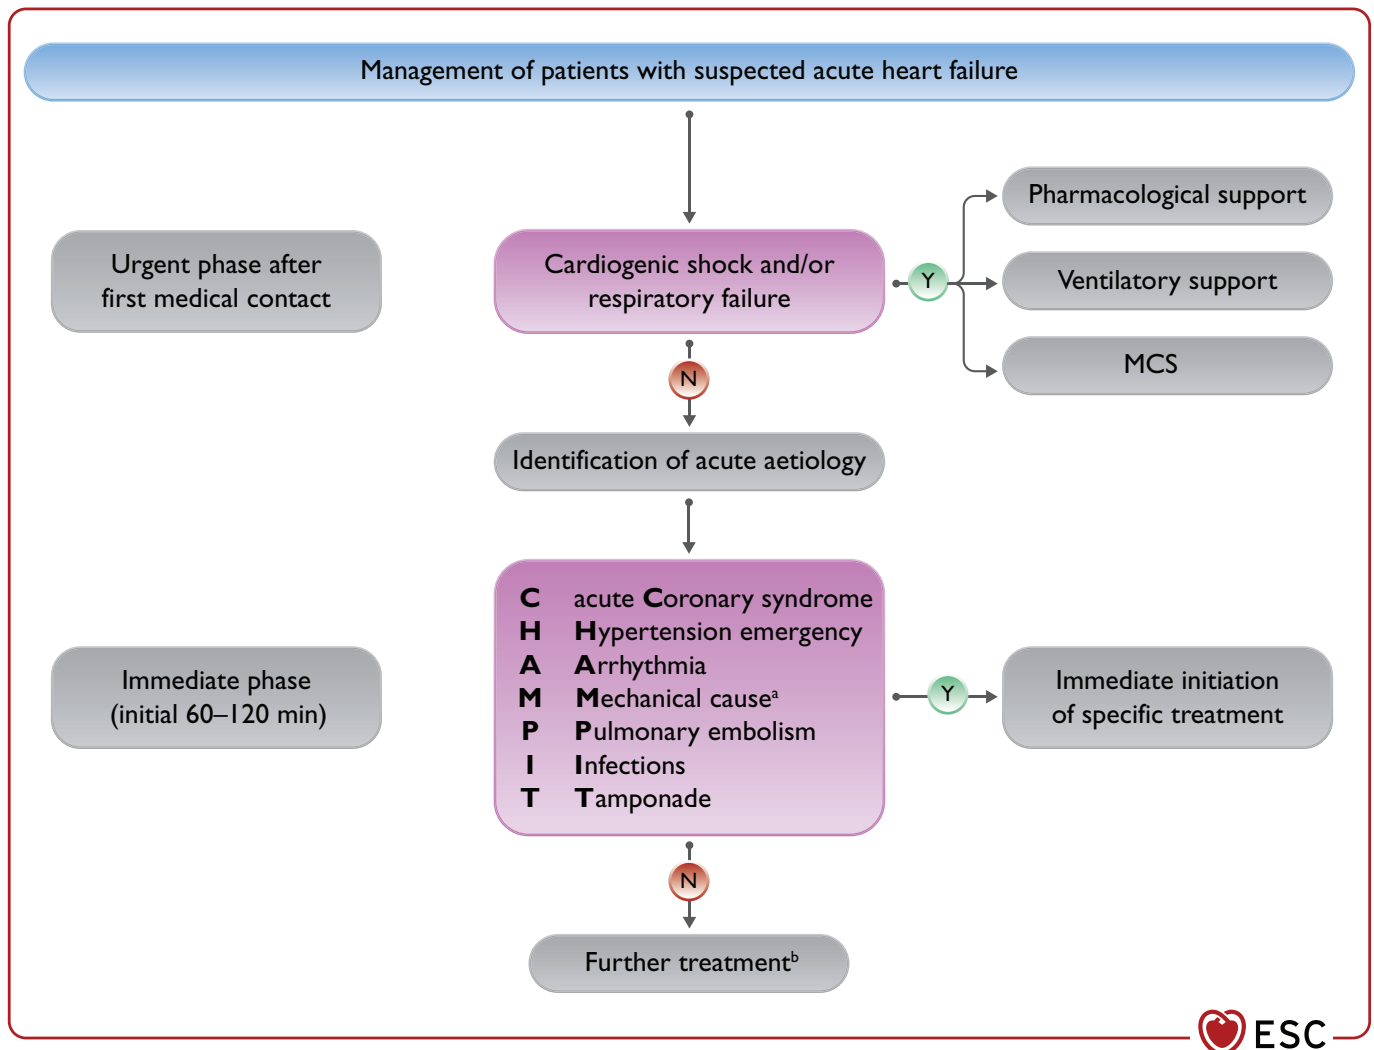 Management of patients with suspected acute heart failure
Pharmacological support
Urgent phase after
first medical contact
Cardiogenic shock and/or
respiratory failure
Y
Ventilatory support
MCS
N
Identification of acute aetiology
Immediate phase
(initial 60–120 min)
C acute Coronary syndrome
H Hypertension emergency
A Arrhythmia
M Mechanical causeᵃ
P Pulmonary embolism
I Infections
T Tamponade
Y
Immediate initiation
of specific treatment
N
Further treatmentᵇ
ESC